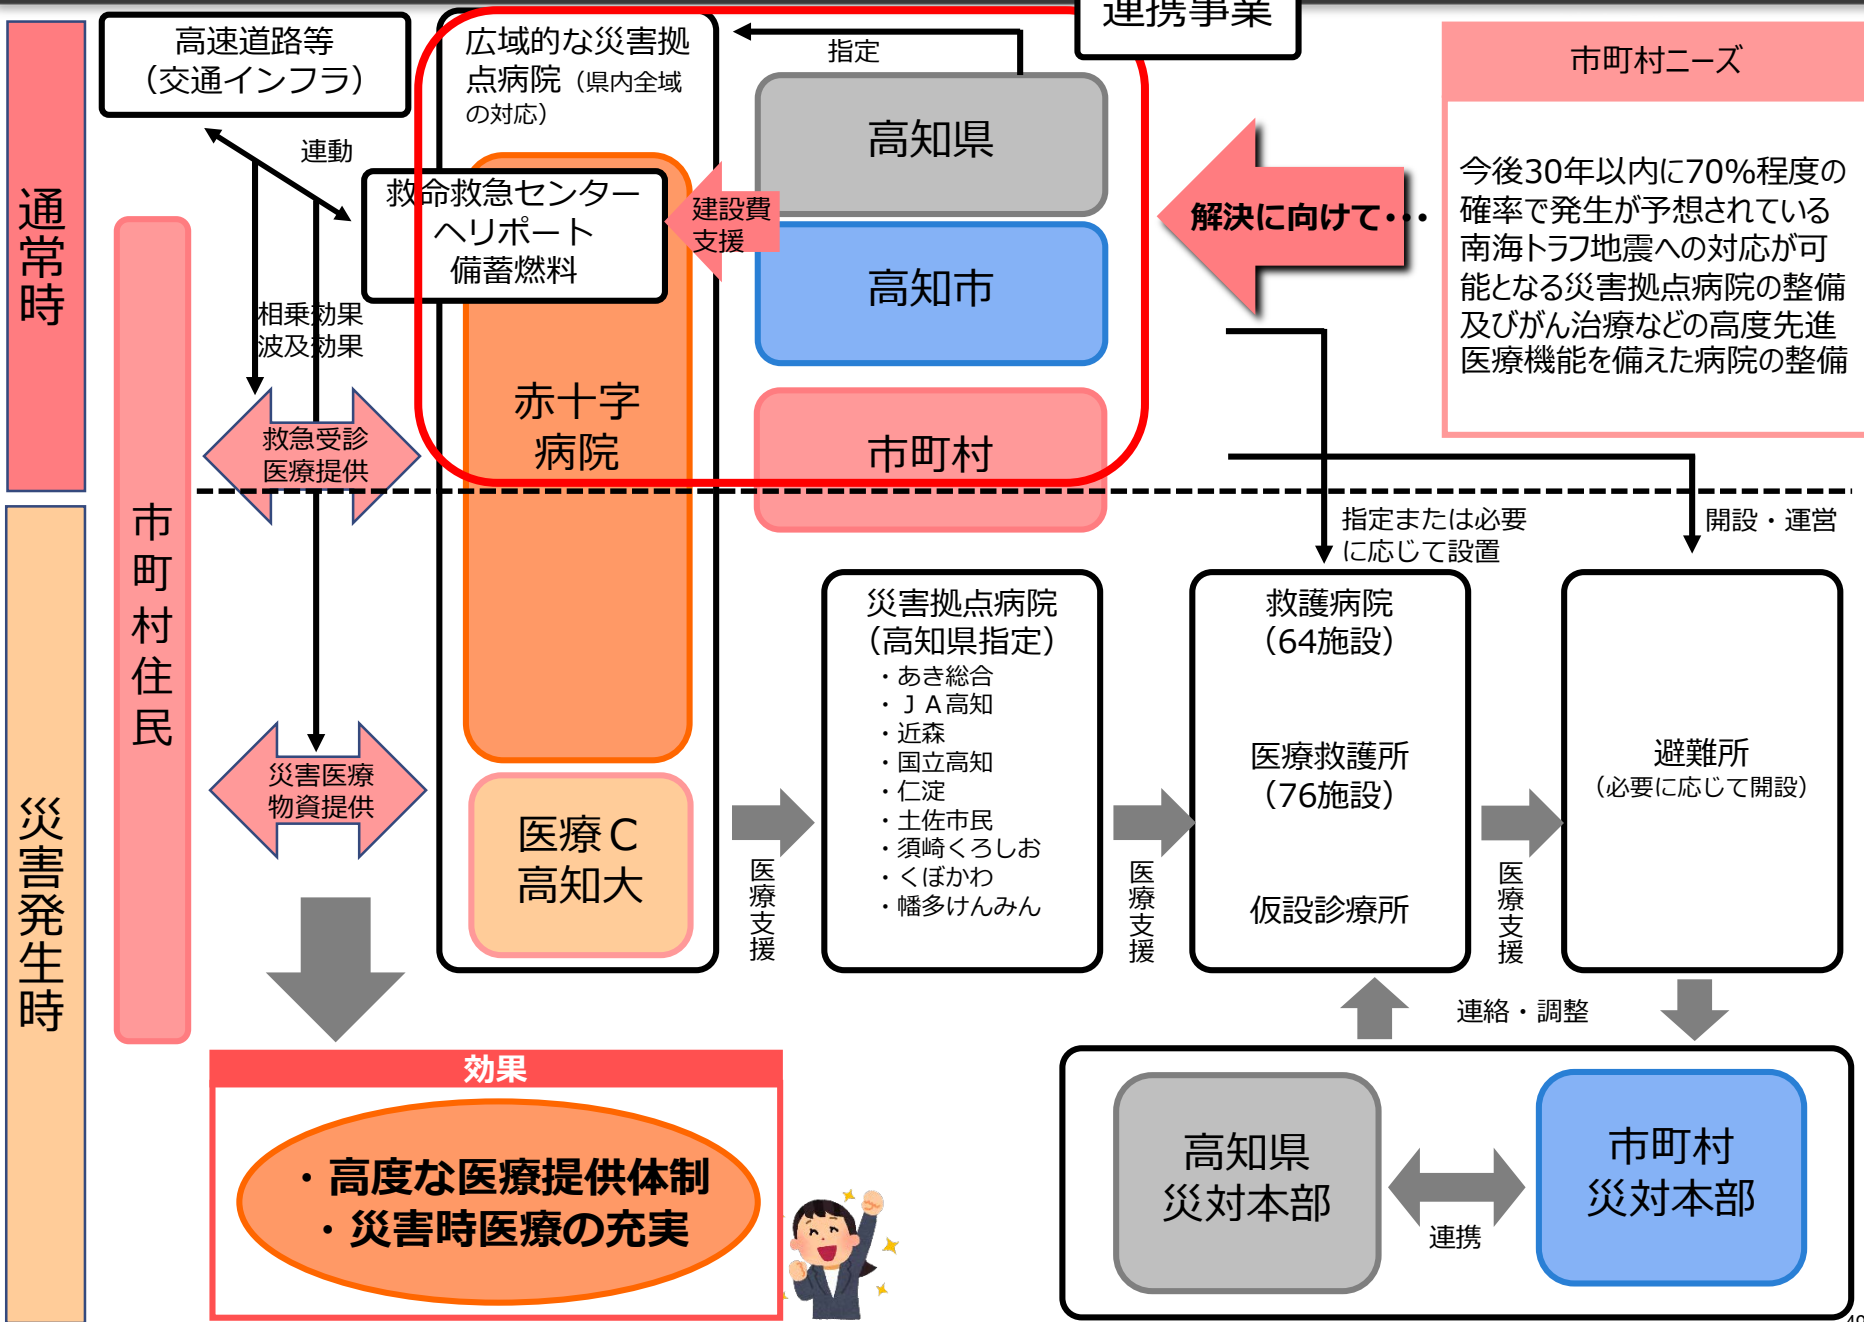 連携事業
高速道路等
（交通インフラ）
広域的な災害拠
点病院（県内全域
の対応）
指定
高知県
高知市
市町村
市町村ニーズ
今後30年以内に70%程度の
確率で発生が予想されている
南海トラフ地震への対応が可
能となる災害拠点病院の整備
及びがん治療などの高度先進
医療機能を備えた病院の整備
解決に向けて・・・
連動
救命救急センター
ヘリポート
備蓄燃料
建設費
支援
通常時
相乗効果
波及効果
赤十字
病院
救急受診
医療提供
市町村住民
指定または必要
に応じて設置
開設・運営
災害発生時
災害医療
物資提供
医療Ｃ
高知大
医療支援
災害拠点病院
（高知県指定）
・あき総合
・ＪＡ高知
・近森
・国立高知
・仁淀
・土佐市民
・須崎くろしお
・くぼかわ
・幡多けんみん
医療支援
救護病院
（64施設）
医療救護所
（76施設）
仮設診療所
医療支援
避難所
（必要に応じて開設）
連絡・調整
効果
・高度な医療提供体制
・災害時医療の充実
高知県
災対本部
連携
市町村
災対本部